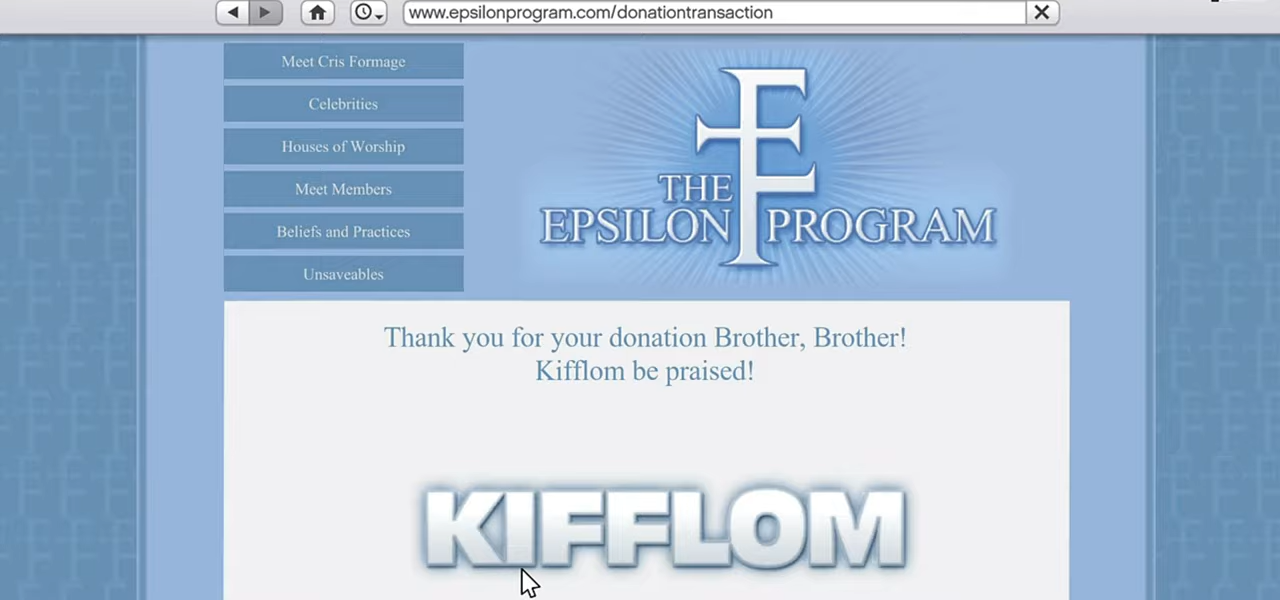 www.epsilonprogram.com/donationtransaction
Meet Cris Formage
Celebrities
Houses of Worship
Meet Members
Beliefs and Practices
Unsaveables
THE
EPSILON PROGRAM
Thank you for your donation Brother, Brother!
Kifflom be praised!
KIFFLOM